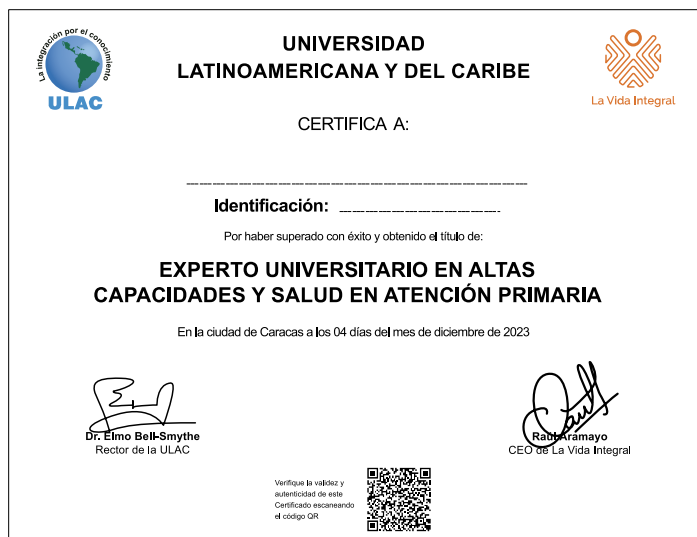 La integración por el conocimiento
ULAC
UNIVERSIDAD
LATINOAMERICANA Y DEL CARIBE
La Vida Integral
CERTIFICA A:
Identificación:
Por haber superado con éxito y obtenido el título de:
EXPERTO UNIVERSITARIO EN ALTAS
CAPACIDADES Y SALUD EN ATENCIÓN PRIMARIA
En la ciudad de Caracas a los 04 días del mes de diciembre de 2023
Dr. Elmo Bell-Smythe
Rector de la ULAC
Raúl Aramayo
CEO de La Vida Integral
Verifique la validez y
autenticidad de este
Certificado escaneando
el código QR